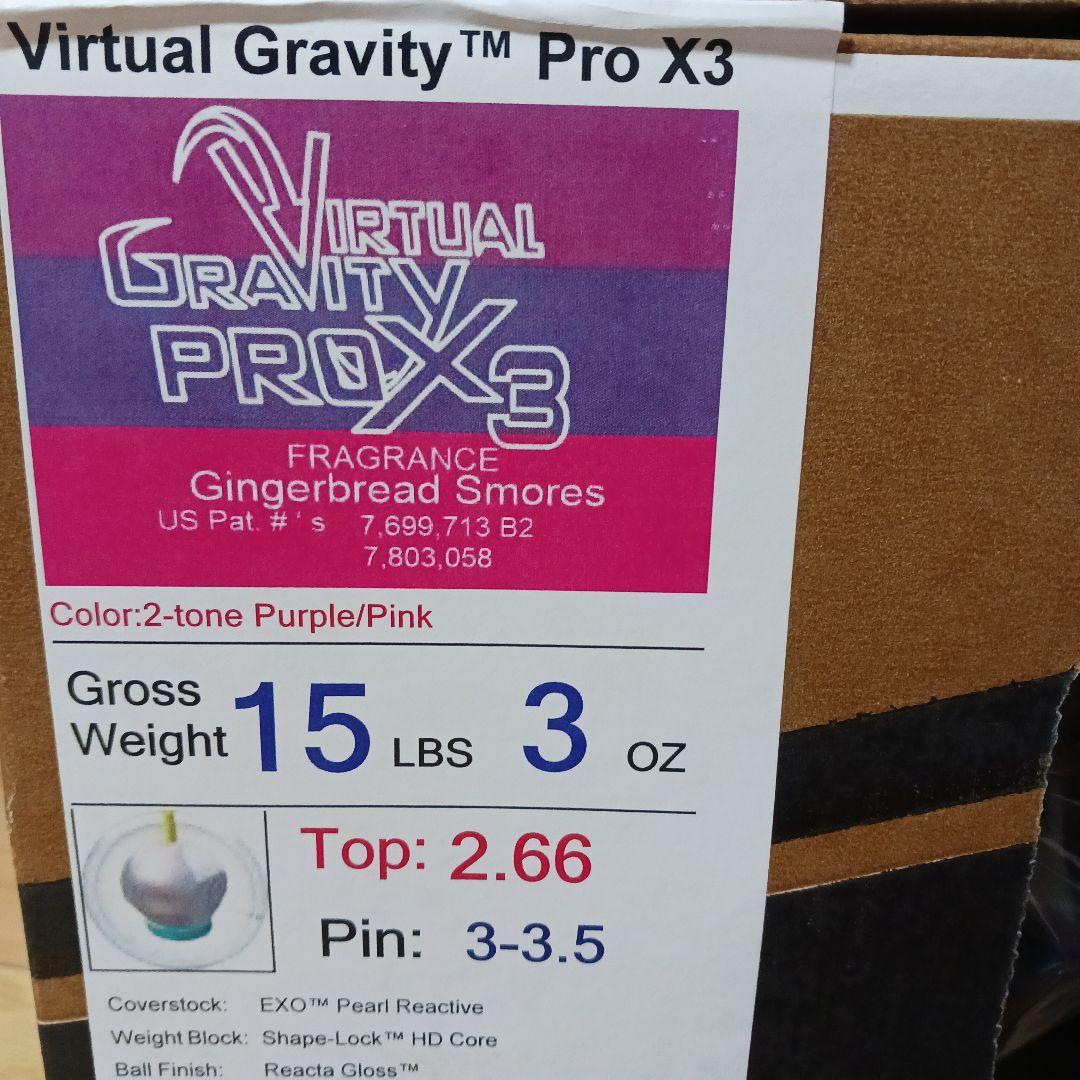 Virtual Gravity™ Pro X3
VIRTUAL
GRAVITY
PRO X3
FRAGRANCE
Gingerbread Smores
US Pat. #'s 7,699,713 B2
7,803,058
Color:2-tone Purple/Pink
Gross Weight 15 LBS 3 OZ
Top: 2.66
Pin: 3-3.5
Coverstock: EXO™ Pearl Reactive
Weight Block: Shape-Lock™ HD Core
Ball Finish: Reacta Gloss™